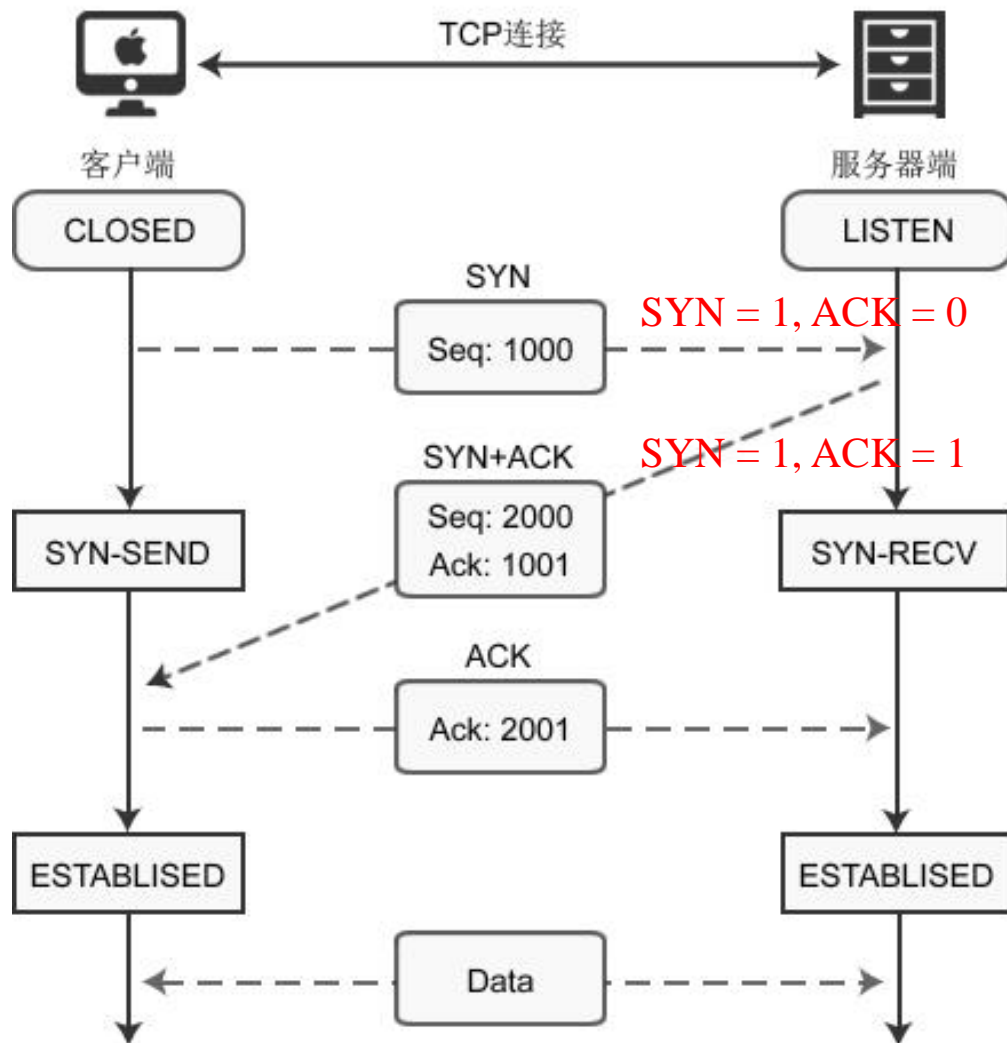 TCP连接
客户端
服务器端
CLOSED
LISTEN
SYN
SYN = 1, ACK = 0
Seq: 1000
SYN+ACK
SYN = 1, ACK = 1
Seq: 2000
Ack: 1001
SYN-SEND
SYN-RECV
ACK
Ack: 2001
ESTABLISED
ESTABLISED
Data